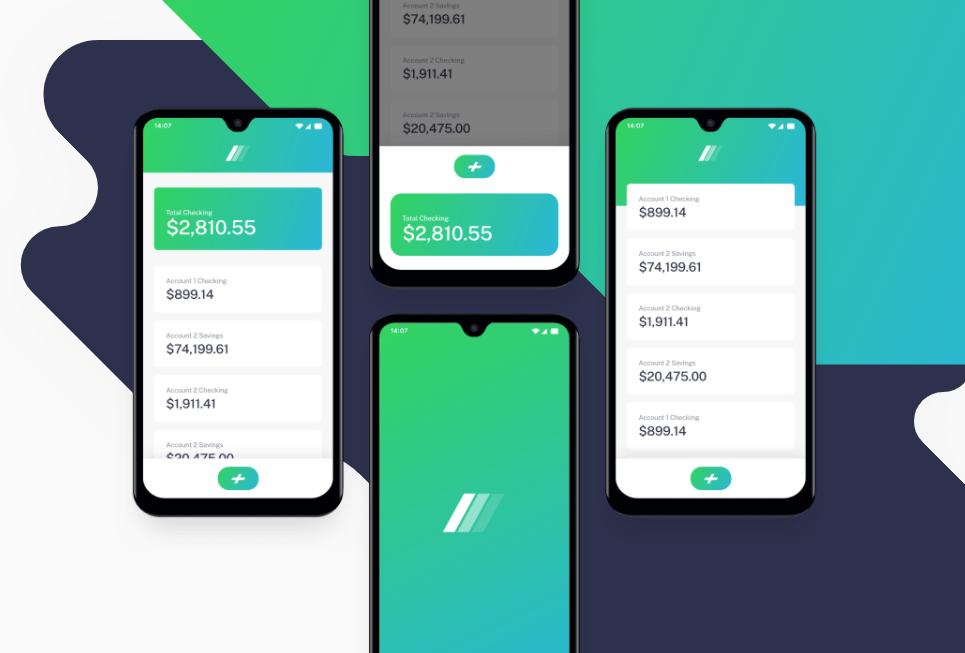 14:07
Total Checking
$2,810.55
Account 1 Checking
$899.14
Account 2 Savings
$74,199.61
Account 2 Checking
$1,911.41
Account 2 Savings
$20,475.00
Account 2 Savings
$74,199.61
Account 2 Checking
$1,911.41
Account 2 Savings
$20,475.00
Total Checking
$2,810.55
14:07
14:07
Account 1 Checking
$899.14
Account 2 Savings
$74,199.61
Account 2 Checking
$1,911.41
Account 2 Savings
$20,475.00
Account 1 Checking
$899.14